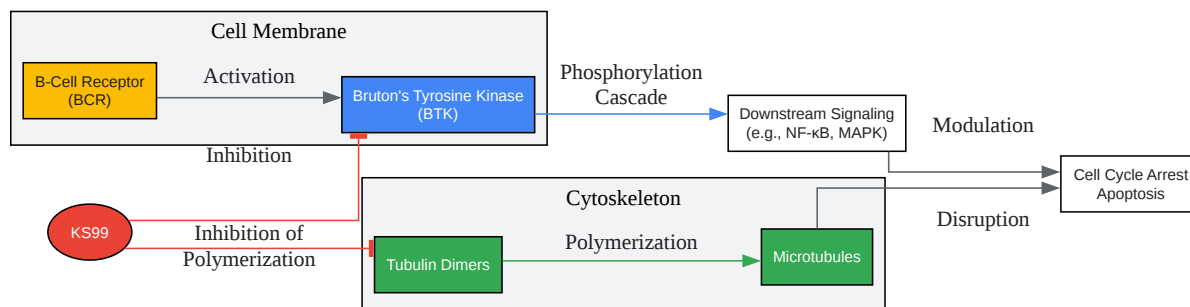 Cell Membrane
B-Cell Receptor
(BCR)
Activation
Bruton's Tyrosine Kinase
(BTK)
Phosphorylation
Cascade
Downstream Signaling
(e.g., NF-κB, MAPK)
Modulation
Inhibition
Cell Cycle Arrest
Apoptosis
Cytoskeleton
KS99
Inhibition of
Polymerization
Tubulin Dimers
Polymerization
Microtubules
Disruption